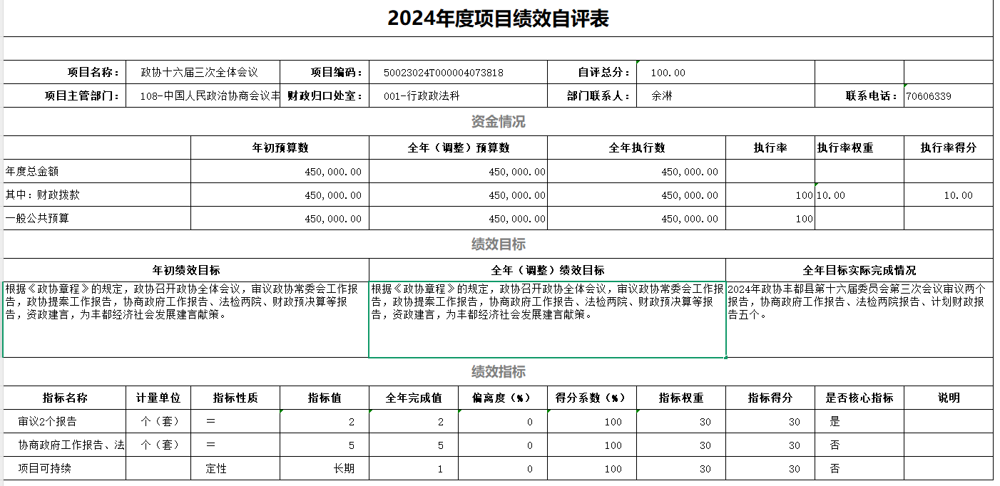 2024年度项目绩效自评表
项目名称： 政协十六届三次全体会议 项目编码： 50023024T000004073818 自评总分： 100.00
项目主管部门： 108-中国人民政治协商会议丰 财政归口处室： 001-行政政法科 部门联系人： 余淋 联系电话： 70606339
资金情况
年初预算数 全年（调整）预算数 全年执行数 执行率 执行率权重 执行率得分
年度总金额 450,000.00 450,000.00 450,000.00
其中：财政拨款 450,000.00 450,000.00 450,000.00 100 10.00 10.00
一般公共预算 450,000.00 450,000.00 450,000.00 100
绩效目标
年初绩效目标 全年（调整）绩效目标 全年目标实际完成情况
根据《政协章程》的规定，政协召开政协全体会议，审议政协常委会工作报
告，政协提案工作报告，协商政府工作报告、法检两院、财政预决算等报
告，资政建言，为丰都经济社会发展建言献策。
根据《政协章程》的规定，政协召开政协全体会议，审议政协常委会工作报
告，政协提案工作报告，协商政府工作报告、法检两院、财政预决算等报
告，资政建言，为丰都经济社会发展建言献策。
2024年政协丰都县第十六届委员会第三次会议审议两个
报告，协商政府工作报告、法检两院报告、计划财政报
告五个。
绩效指标
指标名称 计量单位 指标性质 指标值 全年完成值 偏离度（%） 得分系数（%） 指标权重 指标得分 是否核心指标 说明
审议2个报告 个（套） ＝ 2 2 0 100 30 30 是
协商政府工作报告、法 个（套） ＝ 5 5 0 100 30 30 否
项目可持续 定性 长期 1 0 100 30 30 否